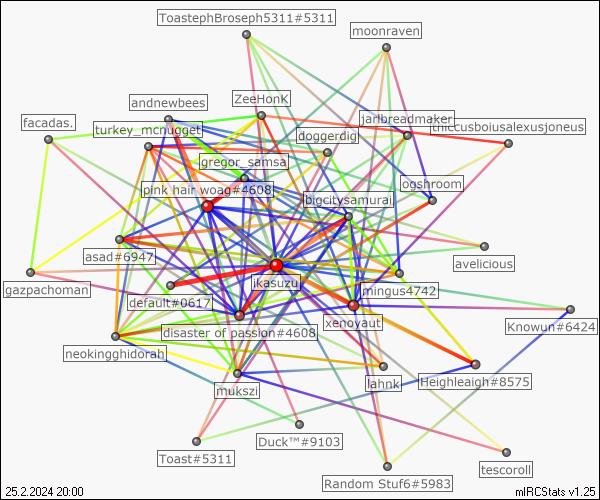 ToastephBroseph5311#5311
moonraven
andnewbees
ZeeHonK
facadas.
turkey_mcnugget
jarlbreadmaker
thiccusboiusalexusjoneus
doggerdig
gregor_samsa
pink hair woag#4608
bigcitysamurai
ogshroom
asad#6947
avelicious
ikasuzu
gazpachoman
default#0617
mingus4742
disaster of passion#4608
xenoyaut
Knowun#6424
neokingghidorah
mukszi
lahnk
Heighleaigh#8575
Toast#5311
Duck™#9103
Random Stuf6#5983
tescoroll
25.2.2024 20:00
mIRCStats v1.25